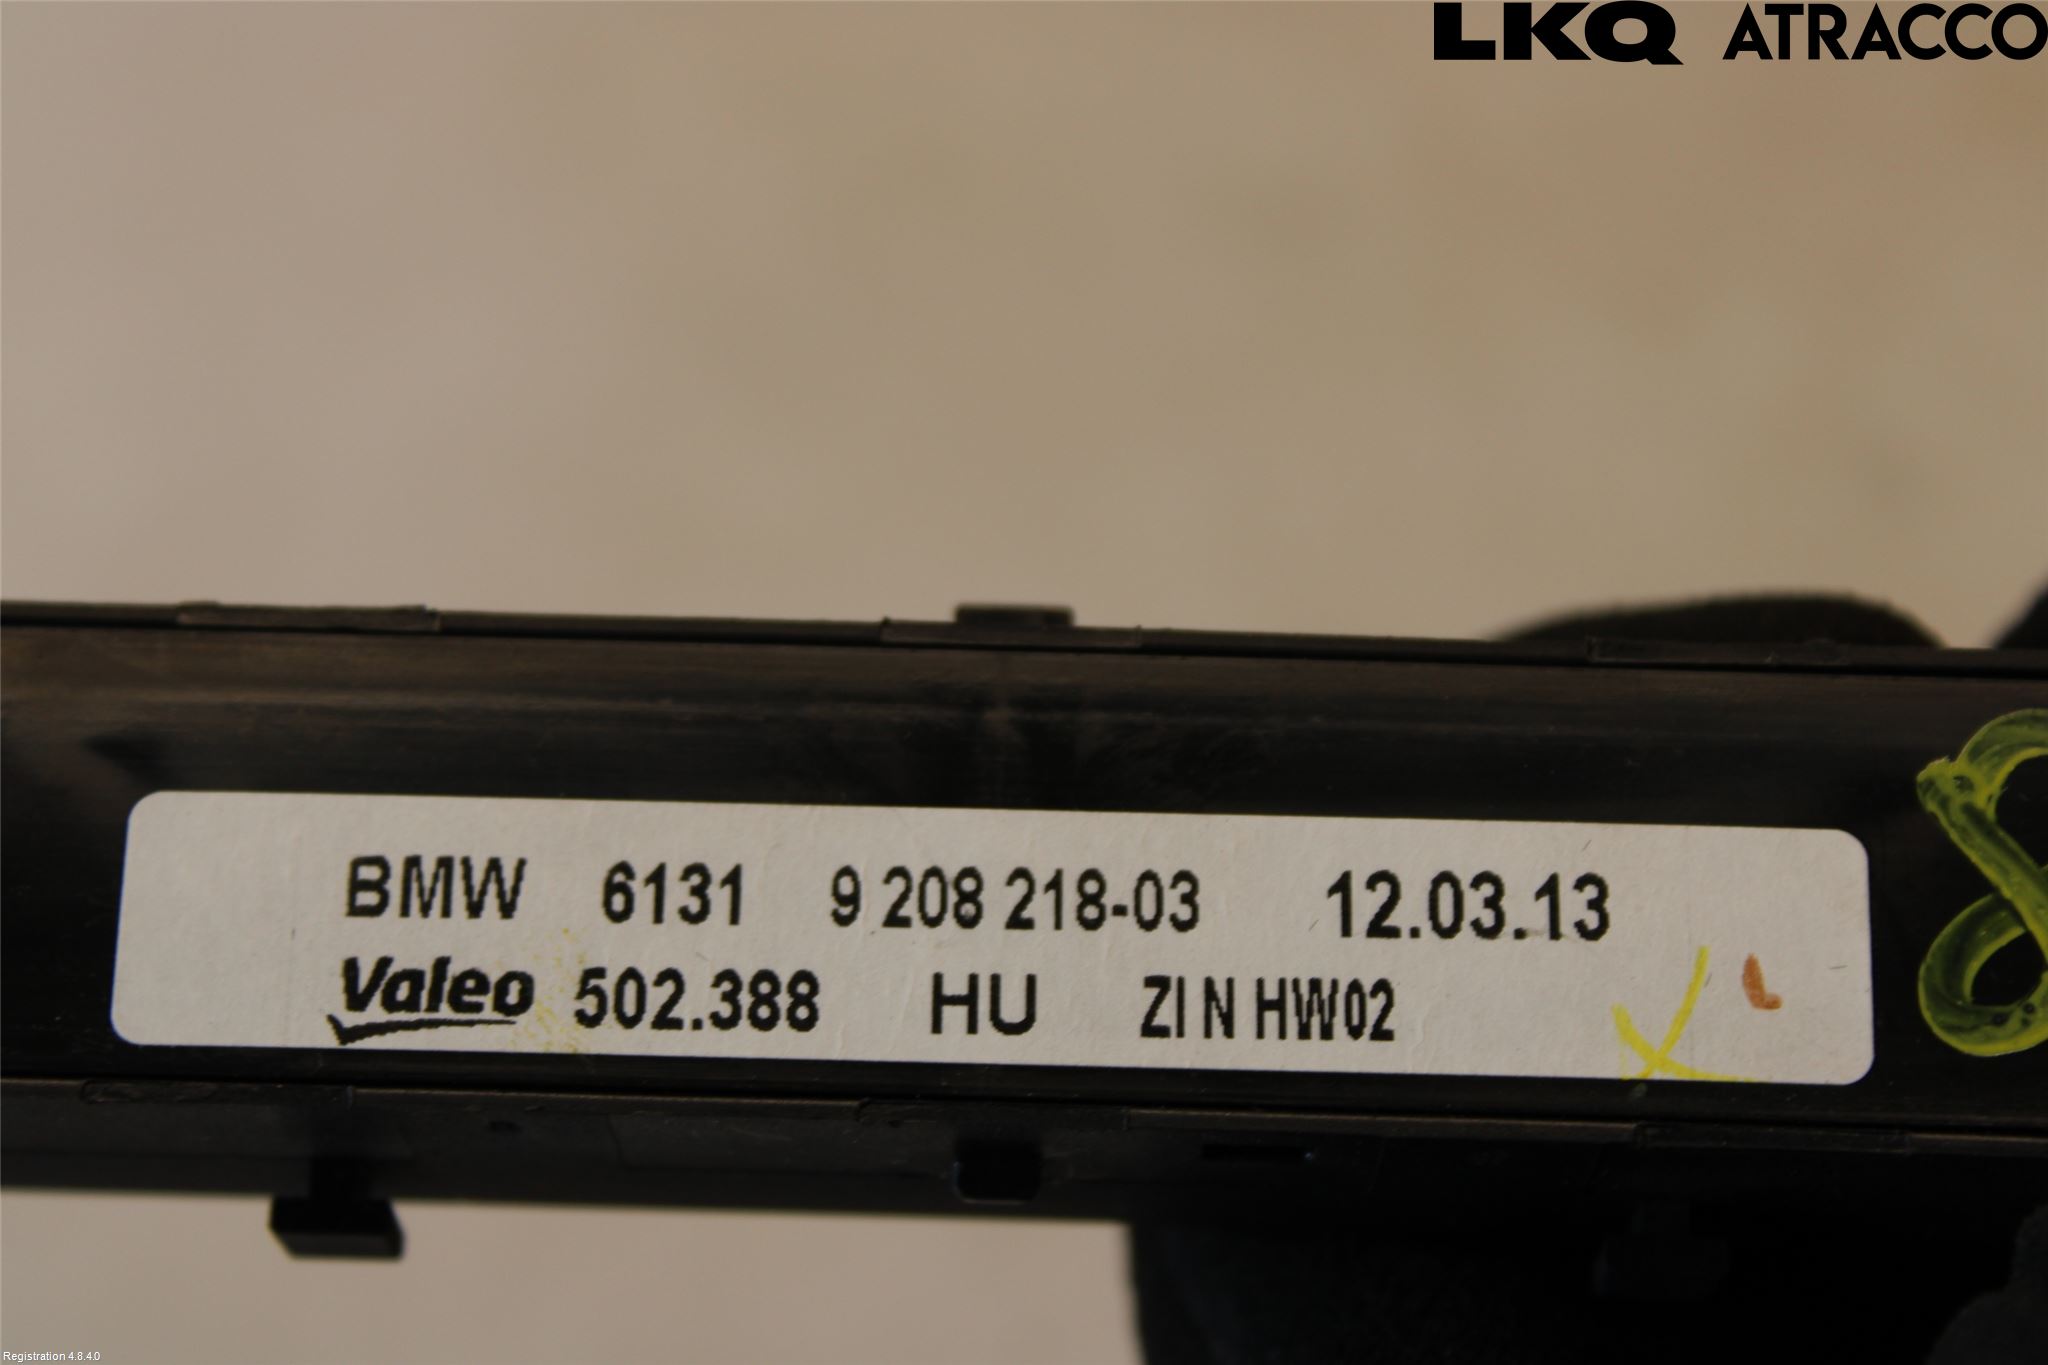 LKQ ATRACCO
BMW 6131 9 208 218-03 12.03.13
Valeo 502.388 HU ZI N HW02
8
Registration 4.8.4.0